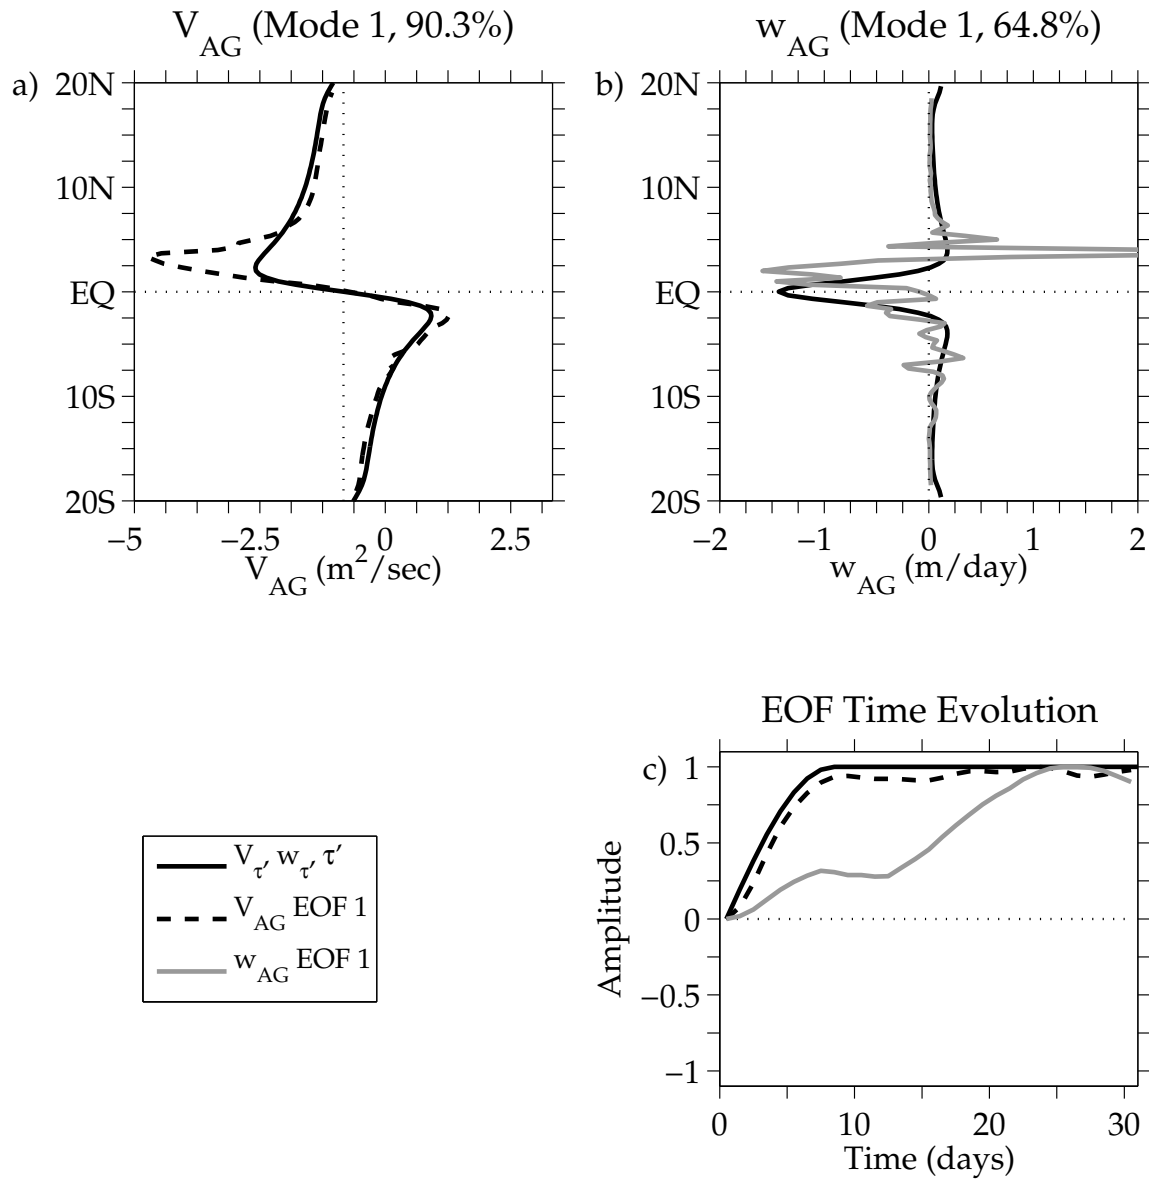 V_AG (Mode 1, 90.3%)
w_AG (Mode 1, 64.8%)
a)
20N
10N
EQ
10S
20S
−5
−2.5
0
2.5
V_AG (m²/sec)
b)
20N
10N
EQ
10S
20S
−2
−1
0
1
2
w_AG (m/day)
EOF Time Evolution
c)
1
0.5
0
−0.5
−1
Amplitude
0
10
20
30
Time (days)
V_τ′ w_τ′ τ′
V_AG EOF 1
w_AG EOF 1